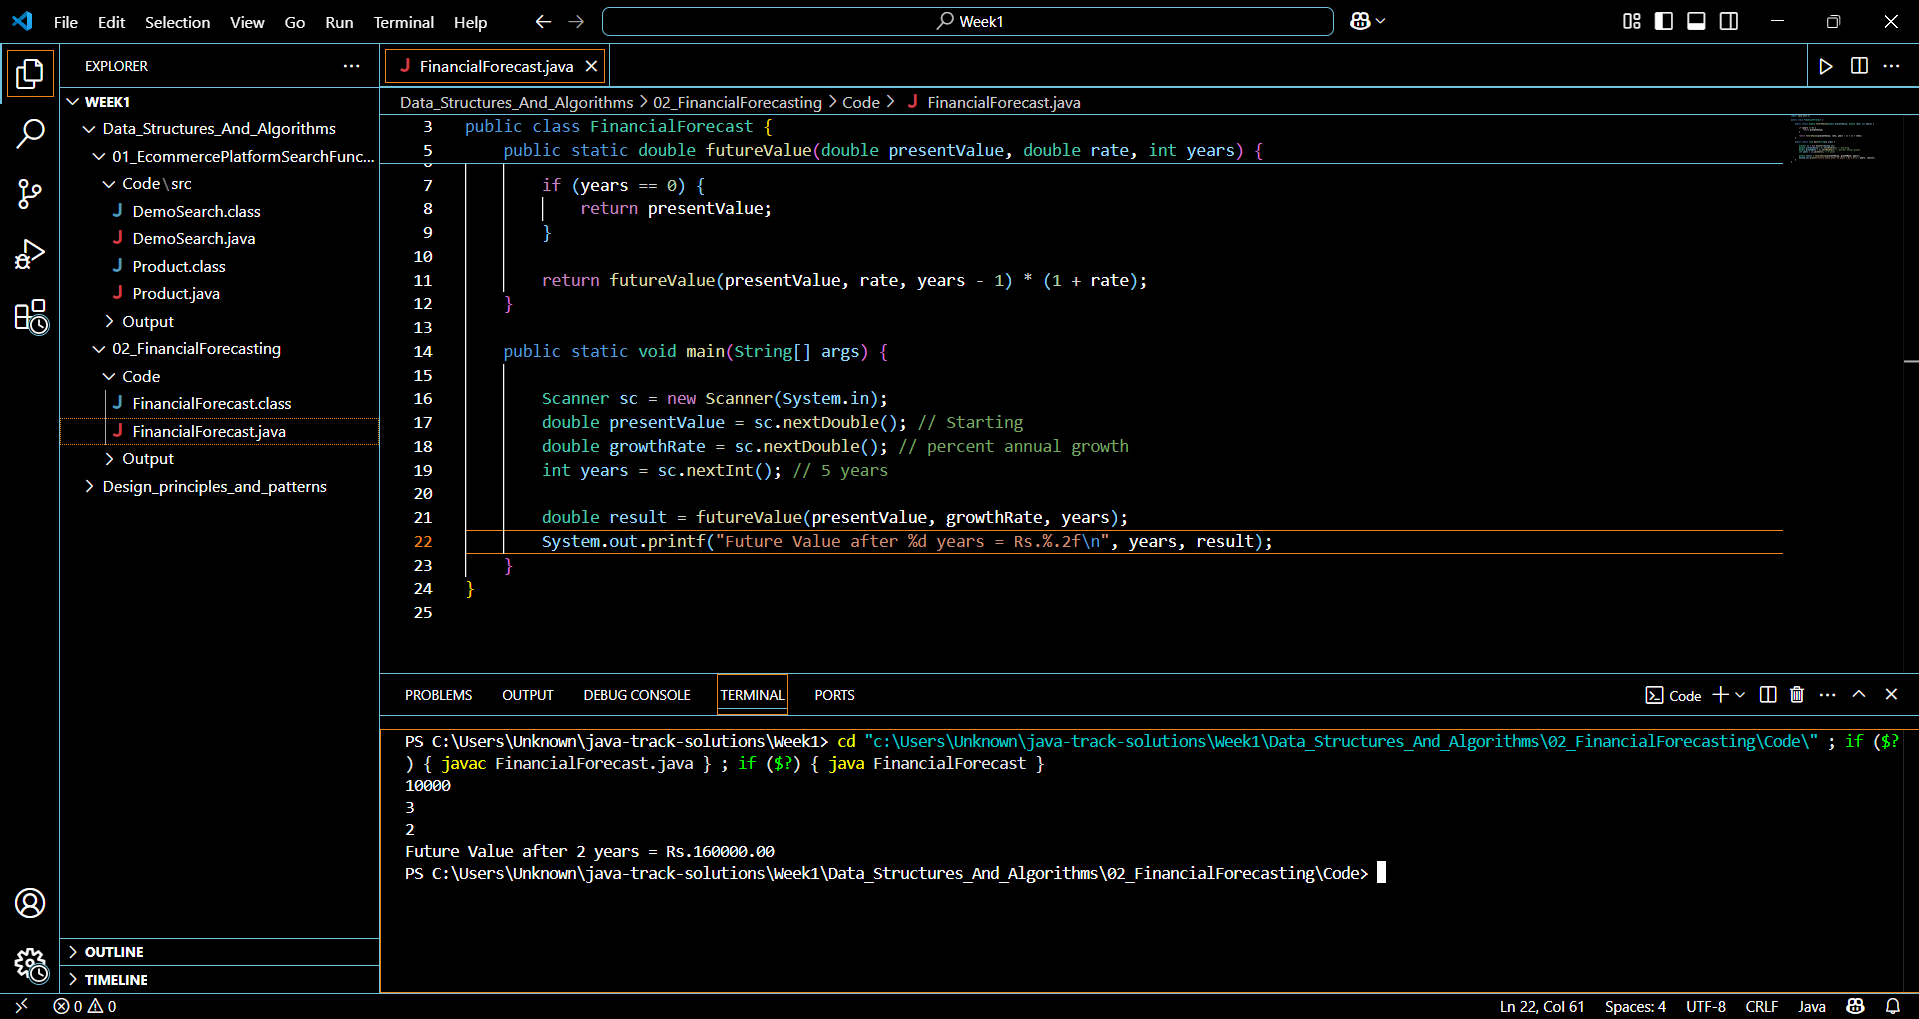 File Edit Selection View Go Run Terminal Help
Week1
EXPLORER
WEEK1
Data_Structures_And_Algorithms
01_EcommercePlatformSearchFunc...
Code\src
J DemoSearch.class
J DemoSearch.java
J Product.class
J Product.java
Output
02_FinancialForecasting
Code
J FinancialForecast.class
J FinancialForecast.java
Output
Design_principles_and_patterns
OUTLINE
TIMELINE
J FinancialForecast.java
Data_Structures_And_Algorithms > 02_FinancialForecasting > Code > J FinancialForecast.java
3 public class FinancialForecast {
5 public static double futureValue(double presentValue, double rate, int years) {
7 if (years == 0) {
8 return presentValue;
9 }
10
11 return futureValue(presentValue, rate, years - 1) * (1 + rate);
12 }
13
14 public static void main(String[] args) {
15
16 Scanner sc = new Scanner(System.in);
17 double presentValue = sc.nextDouble(); // Starting
18 double growthRate = sc.nextDouble(); // percent annual growth
19 int years = sc.nextInt(); // 5 years
20
21 double result = futureValue(presentValue, growthRate, years);
22 System.out.printf("Future Value after %d years = Rs.%.2f\n", years, result);
23 }
24 }
25
PROBLEMS OUTPUT DEBUG CONSOLE TERMINAL PORTS
Code
PS C:\Users\Unknown\java-track-solutions\Week1> cd "c:\Users\Unknown\java-track-solutions\Week1\Data_Structures_And_Algorithms\02_FinancialForecasting\Code\" ; if ($?
) { javac FinancialForecast.java } ; if ($?) { java FinancialForecast }
10000
3
2
Future Value after 2 years = Rs.160000.00
PS C:\Users\Unknown\java-track-solutions\Week1\Data_Structures_And_Algorithms\02_FinancialForecasting\Code>
0 0
Ln 22, Col 61 Spaces: 4 UTF-8 CRLF Java